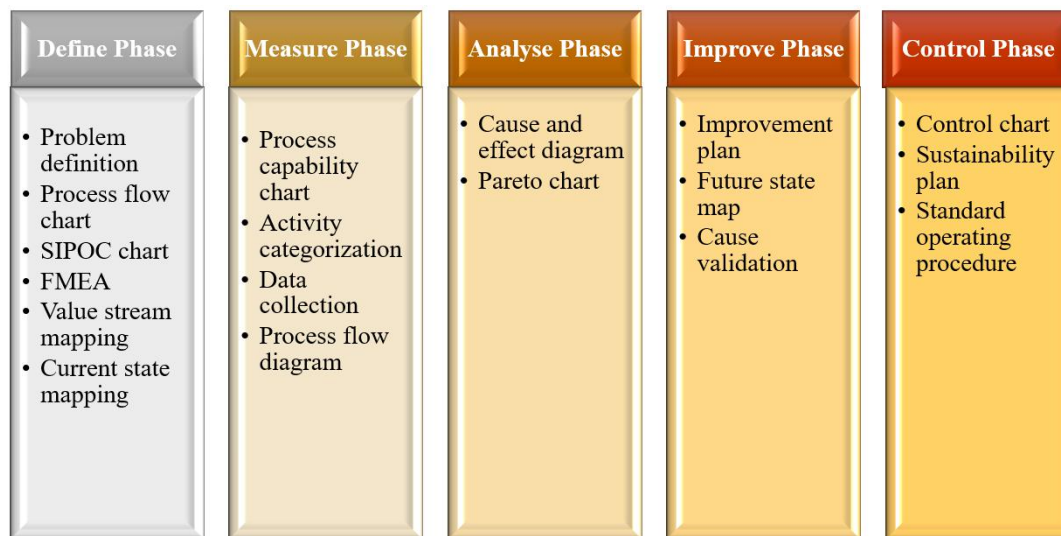 Define Phase
• Problem
definition
• Process flow
chart
• SIPOC chart
• FMEA
• Value stream
mapping
• Current state
mapping
Measure Phase
• Process
capability
chart
• Activity
categorization
• Data
collection
• Process flow
diagram
Analyse Phase
• Cause and
effect diagram
• Pareto chart
Improve Phase
• Improvement
plan
• Future state
map
• Cause
validation
Control Phase
• Control chart
• Sustainability
plan
• Standard
operating
procedure